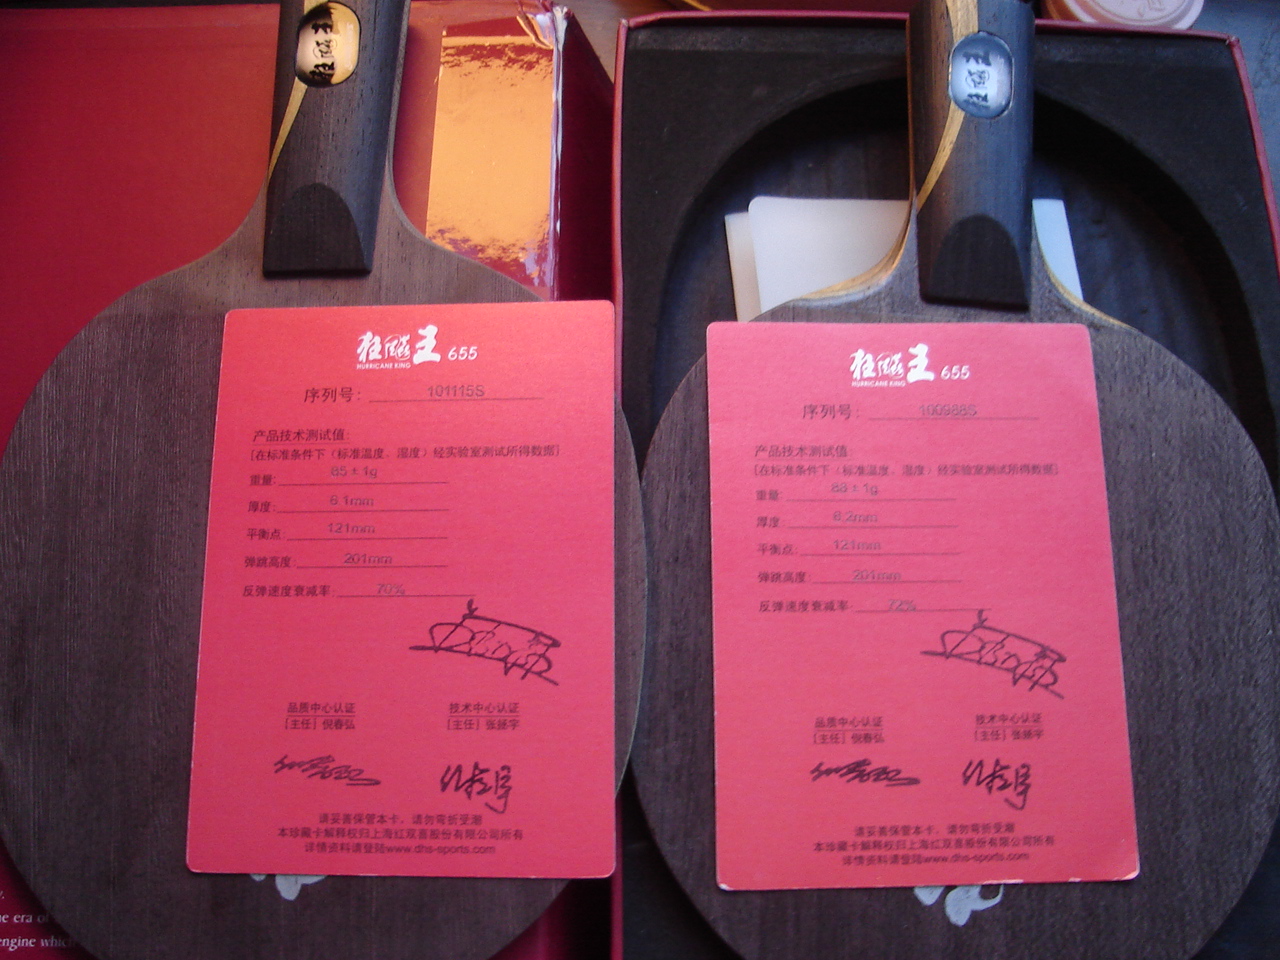 狂飚王
狂飚王
狂飚王 655
HURRICANE KING
序列号: 101115S
产品技术测试值:
[在标准条件下（标准温度、湿度）经实验室测试所得数据]
重量: 85±1g
厚度: 6.1mm
平衡点: 121mm
弹跳高度: 201mm
反弹速度衰减率: 70%
品质中心认证 技术中心认证
[主任] 倪春弘 [主任] 张扬宇
请妥善保管本卡，请勿弯折受潮
本珍藏卡解释权归上海红双喜股份有限公司所有
详情资料请登陆www.dhs-sports.com
狂飚王 655
HURRICANE KING
序列号: 100988S
产品技术测试值:
[在标准条件下（标准温度、湿度）经实验室测试所得数据]
重量: 88±1g
厚度: 6.2mm
平衡点: 121mm
弹跳高度: 201mm
反弹速度衰减率: 72%
品质中心认证 技术中心认证
[主任] 倪春弘 [主任] 张扬宇
请妥善保管本卡，请勿弯折受潮
本珍藏卡解释权归上海红双喜股份有限公司所有
详情资料请登陆www.dhs-sports.com
era of
engine which